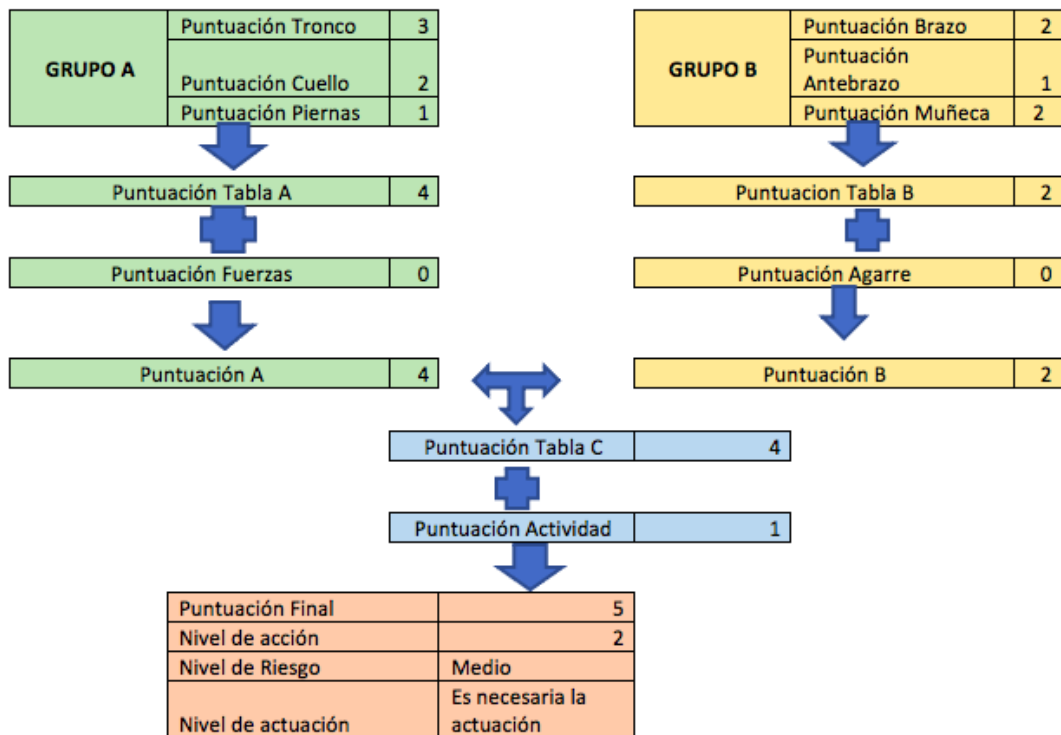 GRUPO A
Puntuación Tronco 3
Puntuación Cuello 2
Puntuación Piernas 1
GRUPO B
Puntuación Brazo 2
Puntuación
Antebrazo 1
Puntuación Muñeca 2
Puntuación Tabla A 4
Puntuacion Tabla B 2
Puntuación Fuerzas 0
Puntuación Agarre 0
Puntuación A 4
Puntuación B 2
Puntuación Tabla C 4
Puntuación Actividad 1
Puntuación Final 5
Nivel de acción 2
Nivel de Riesgo Medio
Nivel de actuación Es necesaria la
actuación